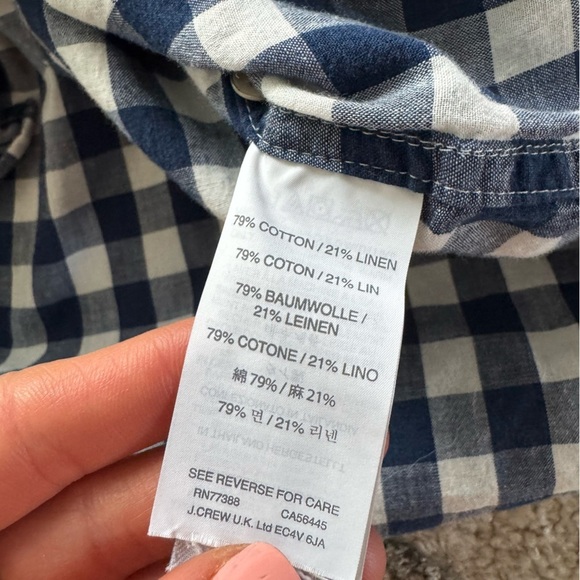 79% COTTON / 21% LINEN
79% COTON / 21% LIN
79% BAUMWOLLE /
21% LEINEN
79% COTONE / 21% LINO
綿 79% / 麻 21%
79% 면 / 21% 리넨
SEE REVERSE FOR CARE
RN77388 CA56445
J.CREW U.K. Ltd EC4V 6JA